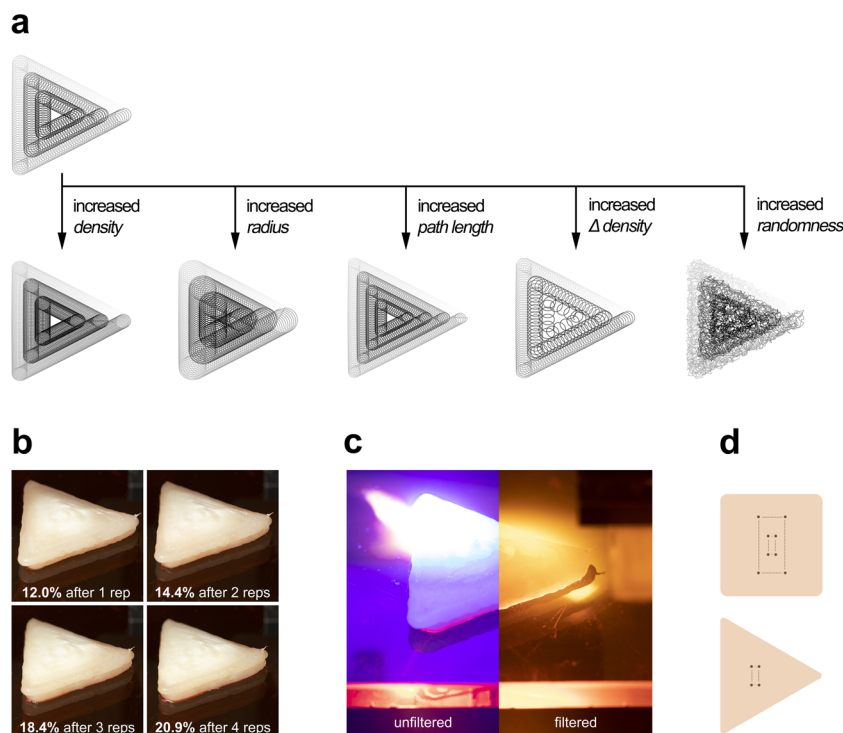 a
increased
density
increased
radius
increased
path length
increased
Δ density
increased
randomness
b
c
d
12.0% after 1 rep
14.4% after 2 reps
18.4% after 3 reps
20.9% after 4 reps
unfiltered
filtered